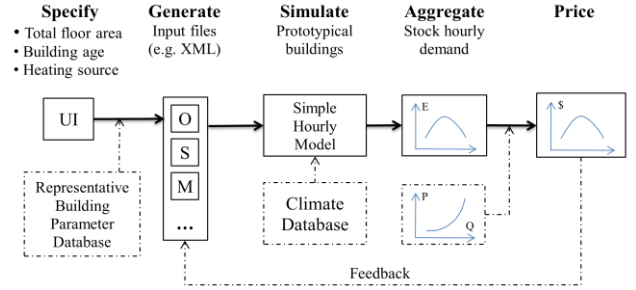 Specify
• Total floor area
• Building age
• Heating source
Generate
Input files
(e.g. XML)
Simulate
Prototypical
buildings
Aggregate
Stock hourly
demand
Price
UI
O
S
M
...
Simple
Hourly
Model
E
$
Representative
Building
Parameter
Database
Climate
Database
P
Q
Feedback